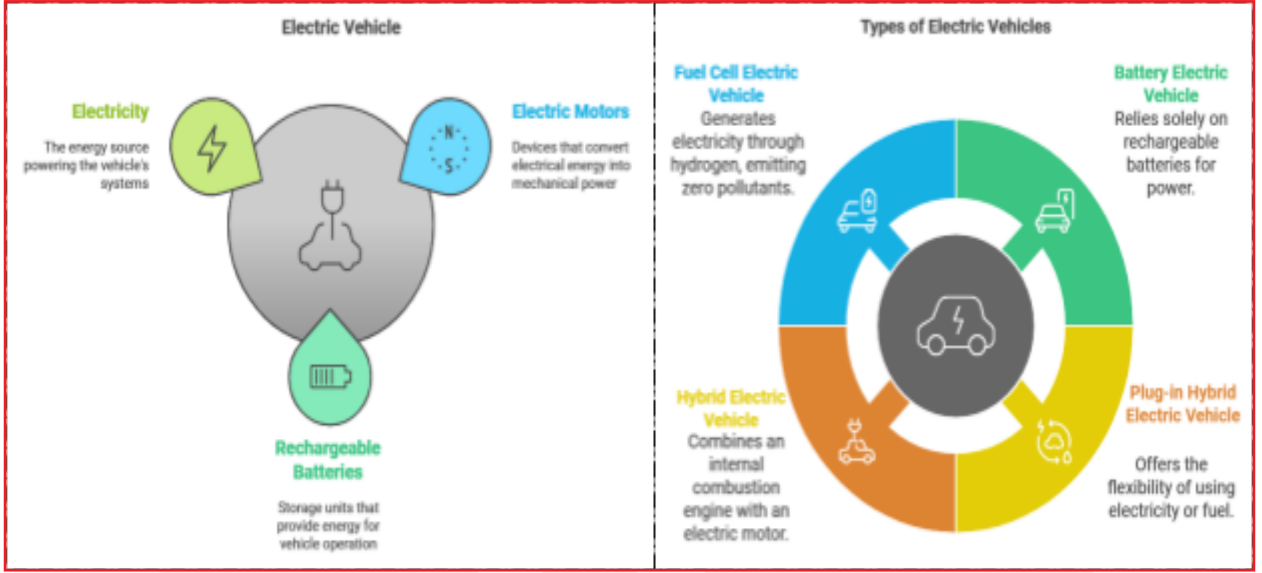 Electric Vehicle
Electricity
The energy source
powering the vehicle's
systems
N
S
Electric Motors
Devices that convert
electrical energy into
mechanical power
Rechargeable
Batteries
Storage units that
provide energy for
vehicle operation
Types of Electric Vehicles
Fuel Cell Electric
Vehicle
Generates
electricity through
hydrogen, emitting
zero pollutants.
Battery Electric
Vehicle
Relies solely on
rechargeable
batteries for
power.
Hybrid Electric
Vehicle
Combines an
internal
combustion
engine with an
electric motor.
Plug-in Hybrid
Electric Vehicle
Offers the
flexibility of using
electricity or fuel.